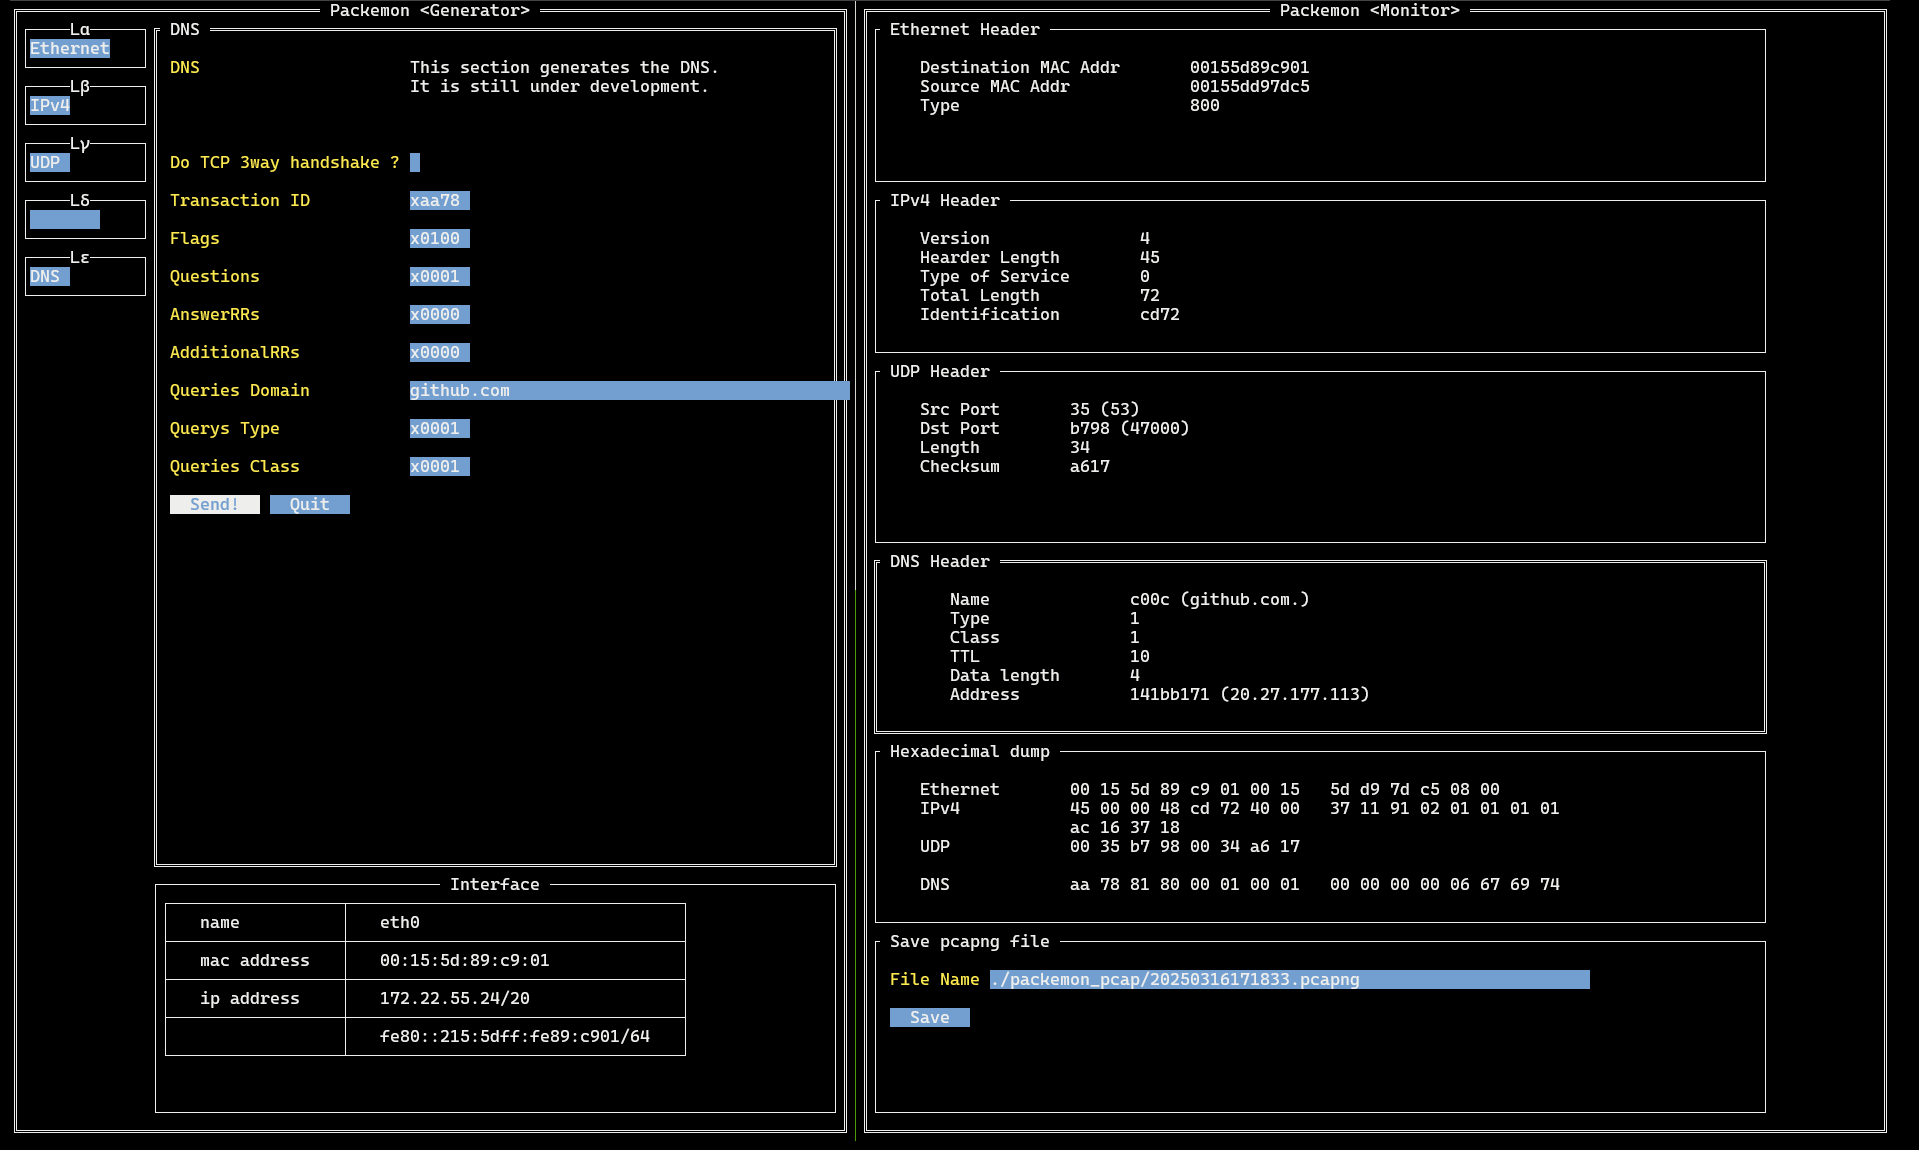 Packemon <Generator>
Lα
Ethernet
Lβ
IPv4
Lγ
UDP
Lδ
Lε
DNS
DNS
DNS This section generates the DNS.
It is still under development.
Do TCP 3way handshake ?
Transaction ID xaa78
Flags x0100
Questions x0001
AnswerRRs x0000
AdditionalRRs x0000
Queries Domain github.com
Querys Type x0001
Queries Class x0001
Send! Quit
Interface
name eth0
mac address 00:15:5d:89:c9:01
ip address 172.22.55.24/20
fe80::215:5dff:fe89:c901/64
Packemon <Monitor>
Ethernet Header
Destination MAC Addr 00155d89c901
Source MAC Addr 00155dd97dc5
Type 800
IPv4 Header
Version 4
Hearder Length 45
Type of Service 0
Total Length 72
Identification cd72
UDP Header
Src Port 35 (53)
Dst Port b798 (47000)
Length 34
Checksum a617
DNS Header
Name c00c (github.com.)
Type 1
Class 1
TTL 10
Data length 4
Address 141bb171 (20.27.177.113)
Hexadecimal dump
Ethernet 00 15 5d 89 c9 01 00 15 5d d9 7d c5 08 00
IPv4 45 00 00 48 cd 72 40 00 37 11 91 02 01 01 01 01
ac 16 37 18
UDP 00 35 b7 98 00 34 a6 17
DNS aa 78 81 80 00 01 00 01 00 00 00 00 06 67 69 74
Save pcapng file
File Name ./packemon_pcap/20250316171833.pcapng
Save